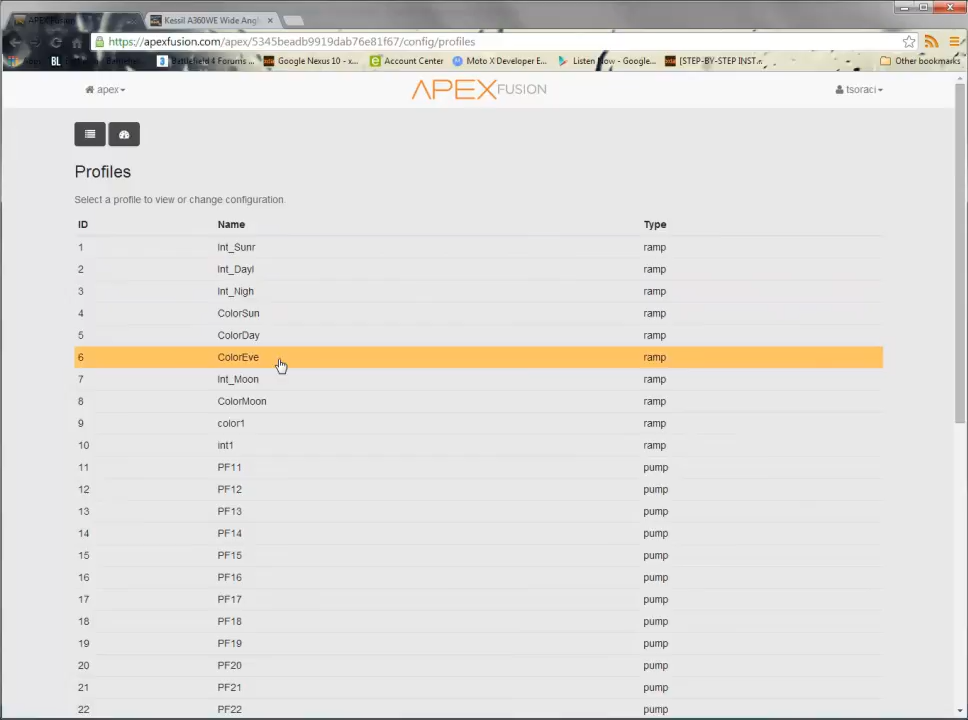 APEX Fusion
Kessil A360WE Wide Angl
https://apexfusion.com/apex/5345beadb9919dab76e81f67/config/profiles
BL
Battlefield 4 Forums ...
Google Nexus 10 - x...
Account Center
Moto X Developer E...
Listen Now - Google...
[STEP-BY-STEP INST...
Other bookmarks
apex
APEX FUSION
tsoraci
Profiles
Select a profile to view or change configuration.
ID Name Type
1 Int_Sunr ramp
2 Int_Dayl ramp
3 Int_Nigh ramp
4 ColorSun ramp
5 ColorDay ramp
6 ColorEve ramp
7 Int_Moon ramp
8 ColorMoon ramp
9 color1 ramp
10 int1 ramp
11 PF11 pump
12 PF12 pump
13 PF13 pump
14 PF14 pump
15 PF15 pump
16 PF16 pump
17 PF17 pump
18 PF18 pump
19 PF19 pump
20 PF20 pump
21 PF21 pump
22 PF22 pump